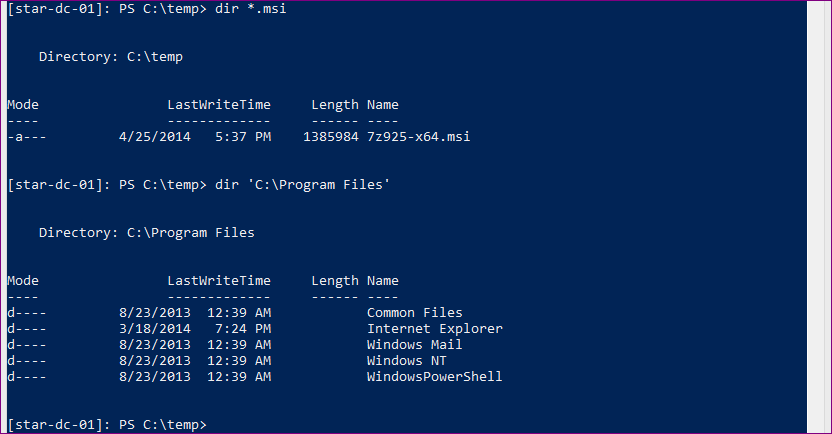 [star-dc-01]: PS C:\temp> dir *.msi
Directory: C:\temp
Mode                LastWriteTime     Length Name
----                -------------     ------ ----
-a---         4/25/2014   5:37 PM    1385984 7z925-x64.msi
[star-dc-01]: PS C:\temp> dir 'C:\Program Files'
Directory: C:\Program Files
Mode                LastWriteTime     Length Name
----                -------------     ------ ----
d----         8/23/2013  12:39 AM            Common Files
d----         3/18/2014   7:24 PM            Internet Explorer
d----         8/23/2013  12:39 AM            Windows Mail
d----         8/23/2013  12:39 AM            Windows NT
d----         8/23/2013  12:39 AM            WindowsPowerShell
[star-dc-01]: PS C:\temp>